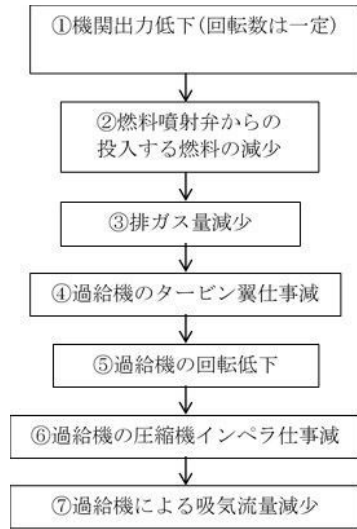 ①機関出力低下(回転数は一定)
②燃料噴射弁からの
投入する燃料の減少
③排ガス量減少
④過給機のタービン翼仕事減
⑤過給機の回転低下
⑥過給機の圧縮機インペラ仕事減
⑦過給機による吸気流量減少